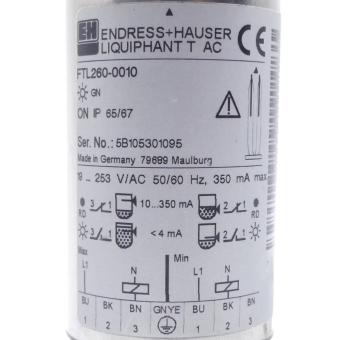 EH ENDRESS+HAUSER
LIQUIPHANT T AC CE
FTL260-0010
GN
ON IP 65/67
Ser. No.: 5B105301095
Made in Germany 79689 Maulburg
19 ... 253 V/AC 50/60 Hz, 350 mA max.
3 1 10...350 mA 2 1
RD RD
3 1 < 4 mA 2 1
Max Min
L1 N L1 N
BU BK BN GNYE BU BK BN
1 2 3 1 2 3